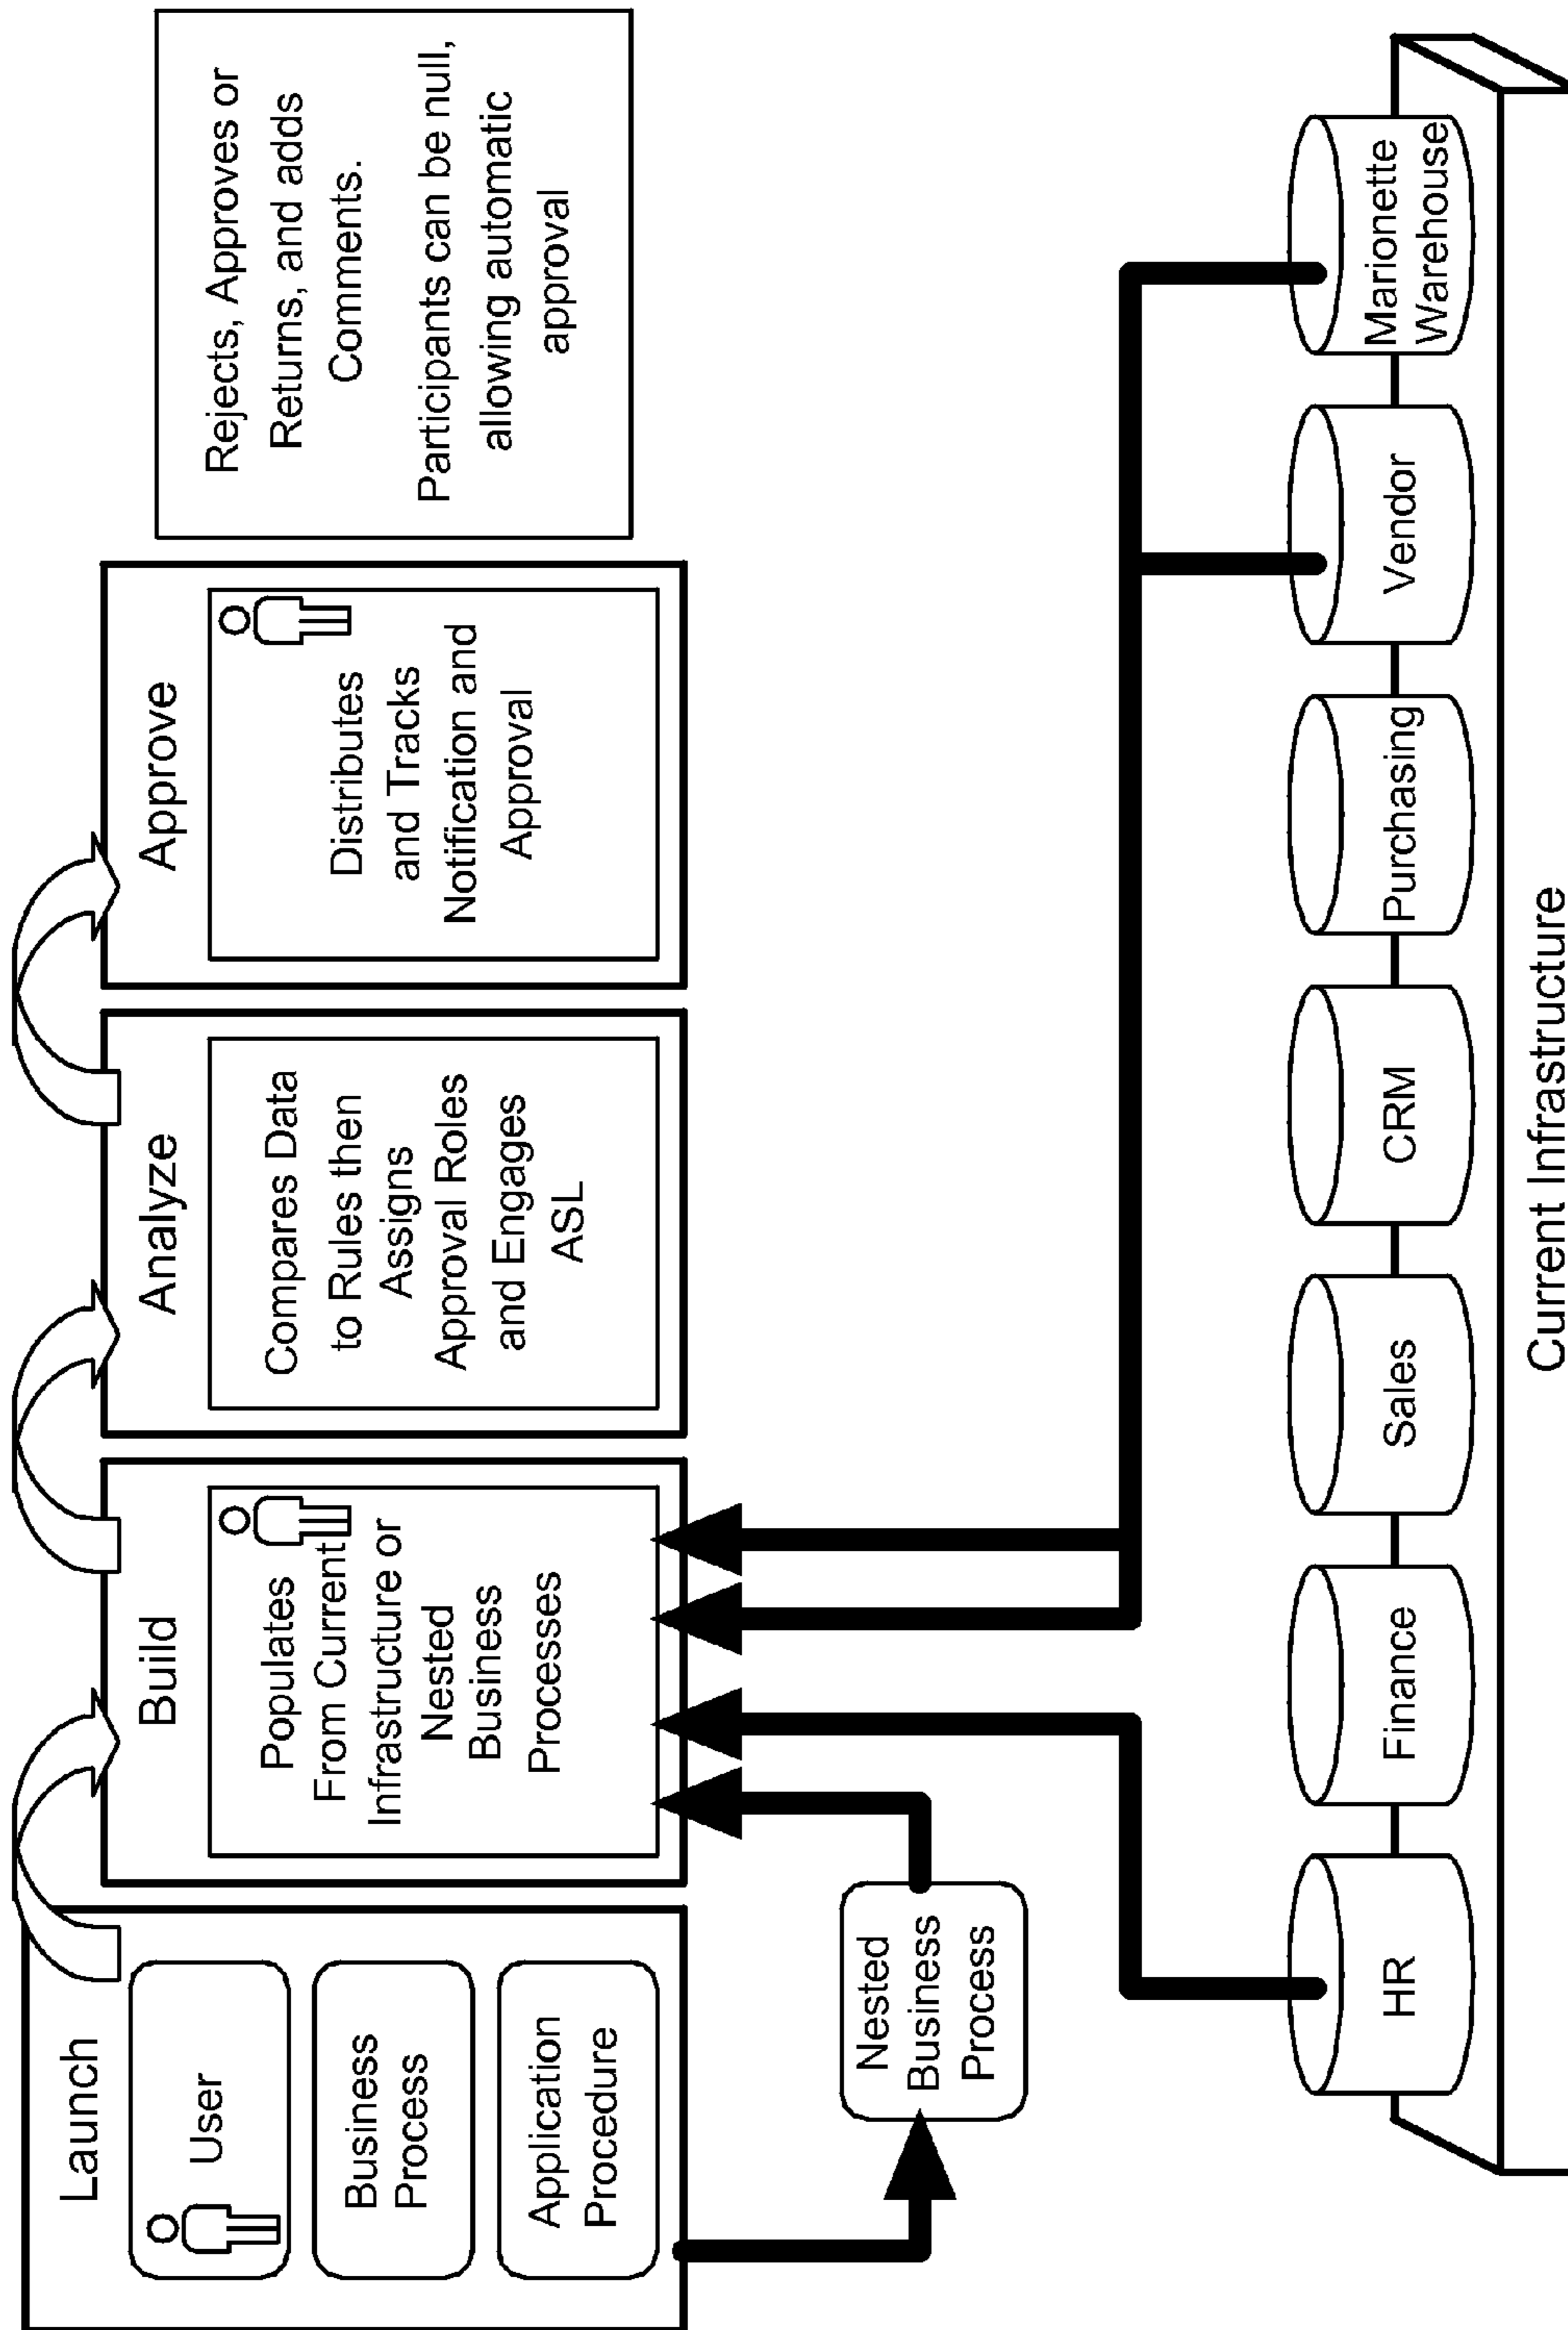 Launch
User
Business
Process
Application
Procedure
Build
Populates
From Current
Infrastructure or
Nested
Business
Processes
Analyze
Compares Data
to Rules then
Assigns
Approval Roles
and Engages
ASL
Approve
Distributes
and Tracks
Notification and
Approval
Rejects, Approves or
Returns, and adds
Comments.
Participants can be null,
allowing automatic
approval
Nested
Business
Process
HR
Finance
Sales
CRM
Purchasing
Vendor
Marionette
Warehouse
Current Infrastructure